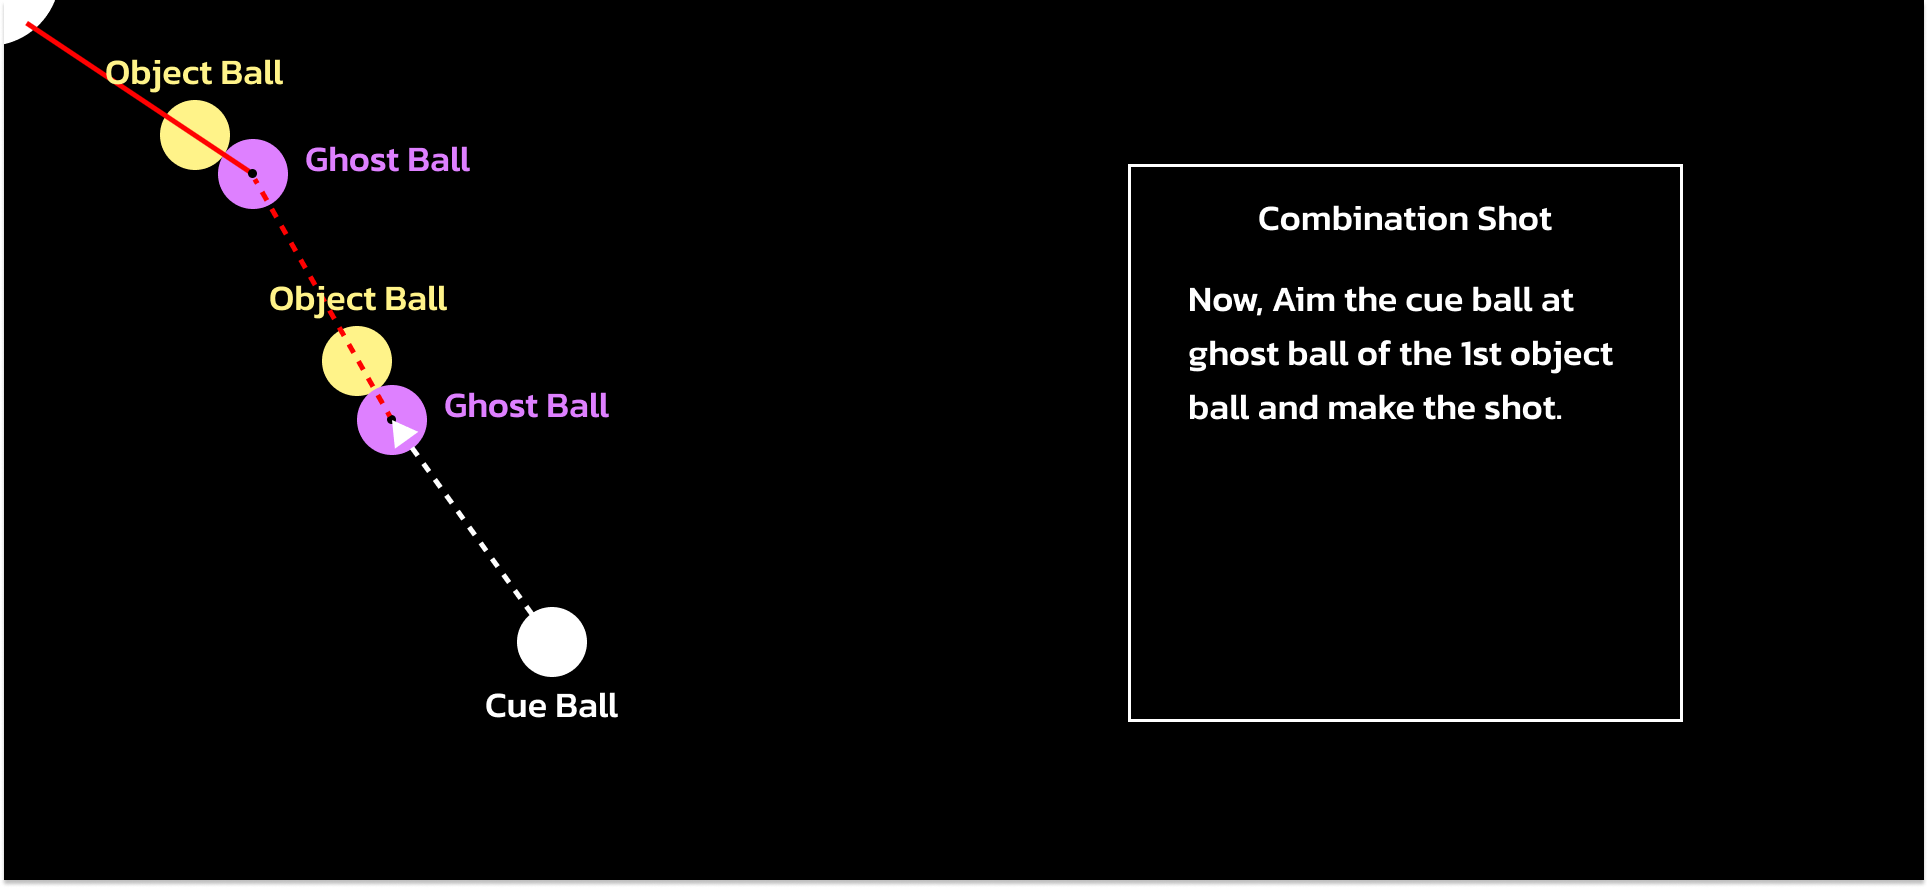 Object Ball
Ghost Ball
Object Ball
Ghost Ball
Cue Ball
Combination Shot
Now, Aim the cue ball at
ghost ball of the 1st object
ball and make the shot.